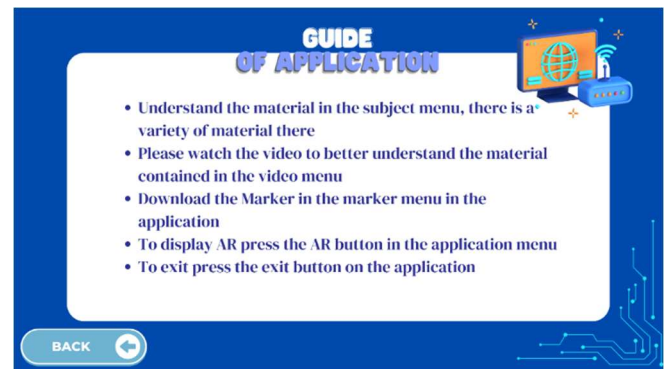 GUIDE
OF APPLICATION
• Understand the material in the subject menu, there is a
variety of material there
• Please watch the video to better understand the material
contained in the video menu
• Download the Marker in the marker menu in the
application
• To display AR press the AR button in the application menu
• To exit press the exit button on the application
BACK